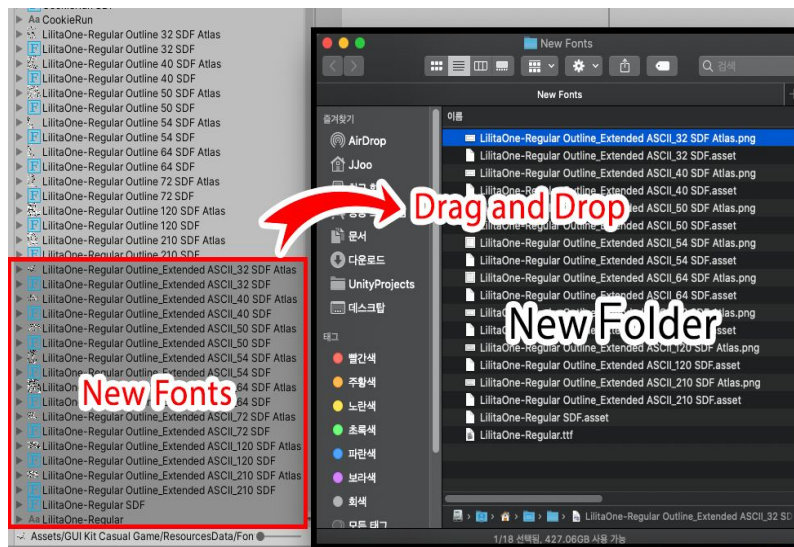 CookieRun
LilitaOne-Regular Outline 32 SDF Atlas
LilitaOne-Regular Outline 32 SDF
LilitaOne-Regular Outline 40 SDF Atlas
LilitaOne-Regular Outline 40 SDF
LilitaOne-Regular Outline 50 SDF Atlas
LilitaOne-Regular Outline 50 SDF
LilitaOne-Regular Outline 54 SDF Atlas
LilitaOne-Regular Outline 54 SDF
LilitaOne-Regular Outline 64 SDF Atlas
LilitaOne-Regular Outline 64 SDF
LilitaOne-Regular Outline 72 SDF Atlas
LilitaOne-Regular Outline 72 SDF
LilitaOne-Regular Outline 120 SDF Atlas
LilitaOne-Regular Outline 120 SDF
LilitaOne-Regular Outline 210 SDF Atlas
LilitaOne-Regular Outline 210 SDF
LilitaOne-Regular Outline_Extended ASCII_32 SDF Atlas
LilitaOne-Regular Outline_Extended ASCII_32 SDF
LilitaOne-Regular Outline_Extended ASCII_40 SDF Atlas
LilitaOne-Regular Outline_Extended ASCII_40 SDF
LilitaOne-Regular Outline_Extended ASCII_50 SDF Atlas
LilitaOne-Regular Outline_Extended ASCII_50 SDF
LilitaOne-Regular Outline_Extended ASCII_54 SDF Atlas
LilitaOne-Regular Outline_Extended ASCII_54 SDF
64 SDF Atlas
64 SDF
New Fonts
LilitaOne-Regular Outline_Extended ASCII_72 SDF Atlas
LilitaOne-Regular Outline_Extended ASCII_72 SDF
LilitaOne-Regular Outline_Extended ASCII_120 SDF Atlas
LilitaOne-Regular Outline_Extended ASCII_120 SDF
LilitaOne-Regular Outline_Extended ASCII_210 SDF Atlas
LilitaOne-Regular Outline_Extended ASCII_210 SDF
LilitaOne-Regular SDF
Aa LilitaOne-Regular
Assets/GUI Kit Casual Game/ResourcesData/Fon
New Fonts
검색
New Fonts
즐겨찾기
AirDrop
JJoo
문서
다운로드
UnityProjects
데스크탑
태그
빨간색
주황색
노란색
초록색
파란색
보라색
회색
모든 태그
이름
LilitaOne-Regular Outline_Extended ASCII_32 SDF Atlas.png
LilitaOne-Regular Outline_Extended ASCII_32 SDF.asset
LilitaOne-Regular Outline_Extended ASCII_40 SDF Atlas.png
LilitaOne-Regular Outline_Extended ASCII_40 SDF.asset
Drag and Drop
ASCII_50 SDF Atlas.png
ASCII_50 SDF.asset
LilitaOne-Regular Outline_Extended ASCII_54 SDF Atlas.png
LilitaOne-Regular Outline_Extended ASCII_54 SDF.asset
LilitaOne-Regular Outline_Extended ASCII_64 SDF Atlas.png
LilitaOne-Regular Outline_Extended ASCII_64 SDF.asset
New Folder
LilitaOne-Regular Outline_Extended ASCII_120 SDF Atlas.png
LilitaOne-Regular Outline_Extended ASCII_120 SDF.asset
LilitaOne-Regular Outline_Extended ASCII_210 SDF Atlas.png
LilitaOne-Regular Outline_Extended ASCII_210 SDF.asset
LilitaOne-Regular SDF.asset
LilitaOne-Regular.ttf
LilitaOne-Regular Outline_Extended ASCII_32 SD
1/18 선택됨, 427.06GB 사용 가능